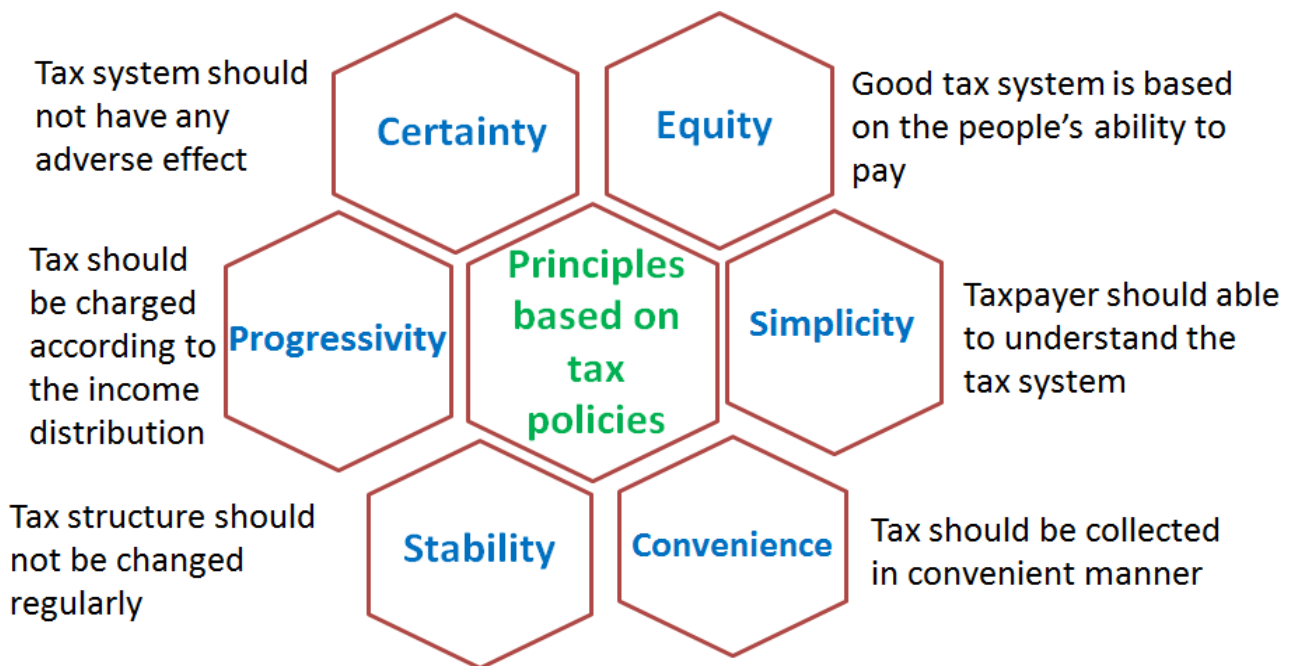 Tax system should
not have any
adverse effect
Certainty
Equity
Good tax system is based
on the people's ability to
pay
Tax should
be charged
according to
the income
distribution
Progressivity
Principles
based on
tax
policies
Simplicity
Taxpayer should able
to understand the
tax system
Tax structure should
not be changed
regularly
Stability
Convenience
Tax should be collected
in convenient manner